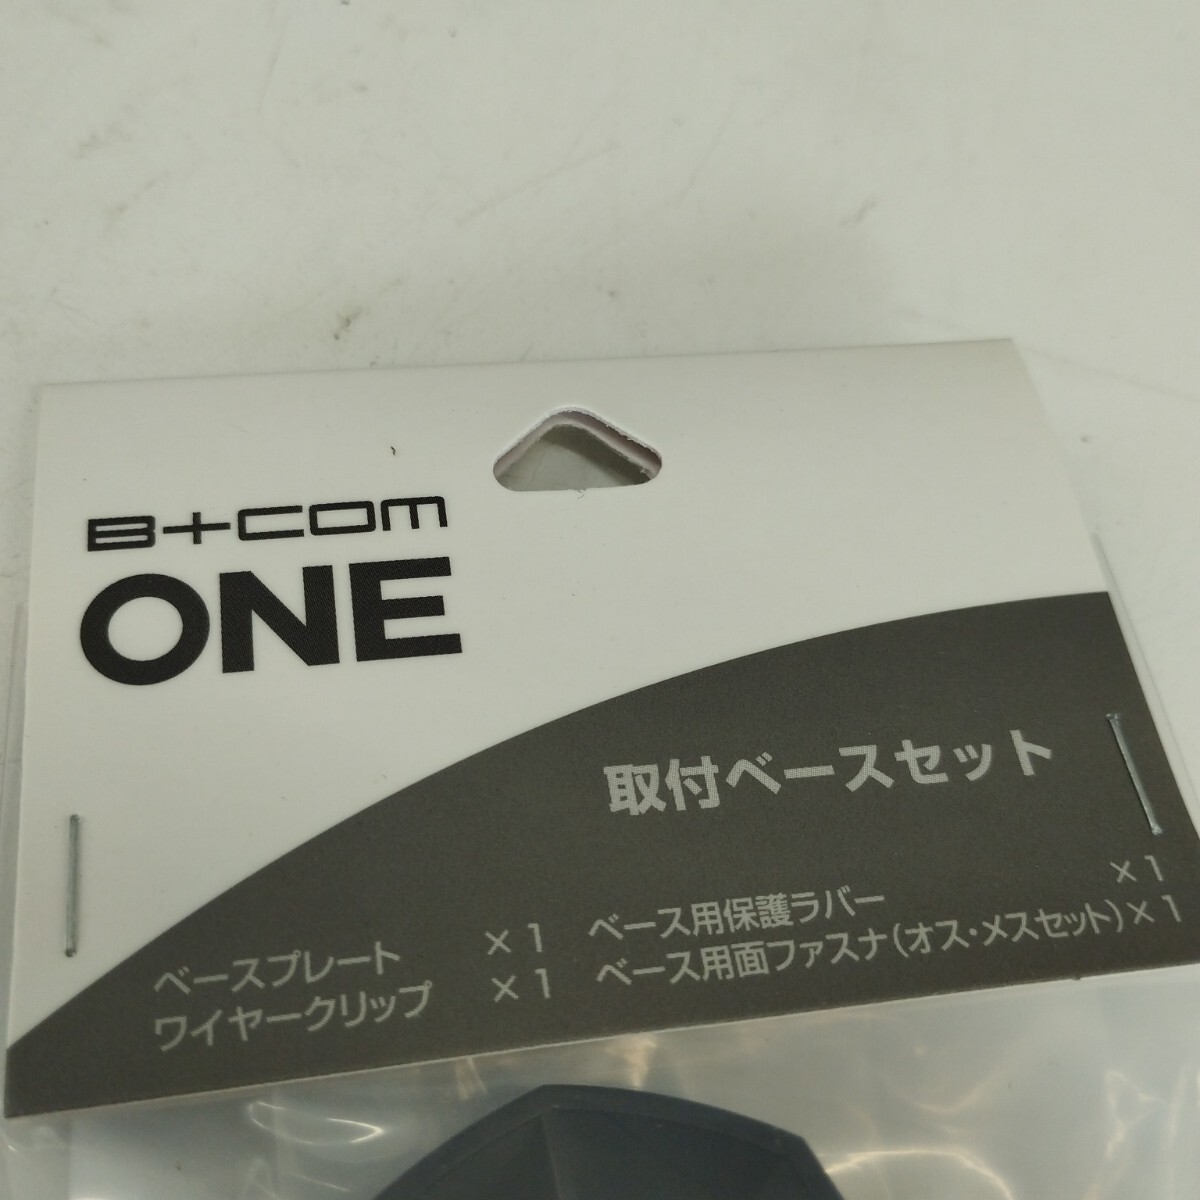 B+COM
ONE
取付ベースセット
ベースプレート ×1 ベース用保護ラバー ×1
ワイヤークリップ ×1 ベース用面ファスナ(オス・メスセット)×1